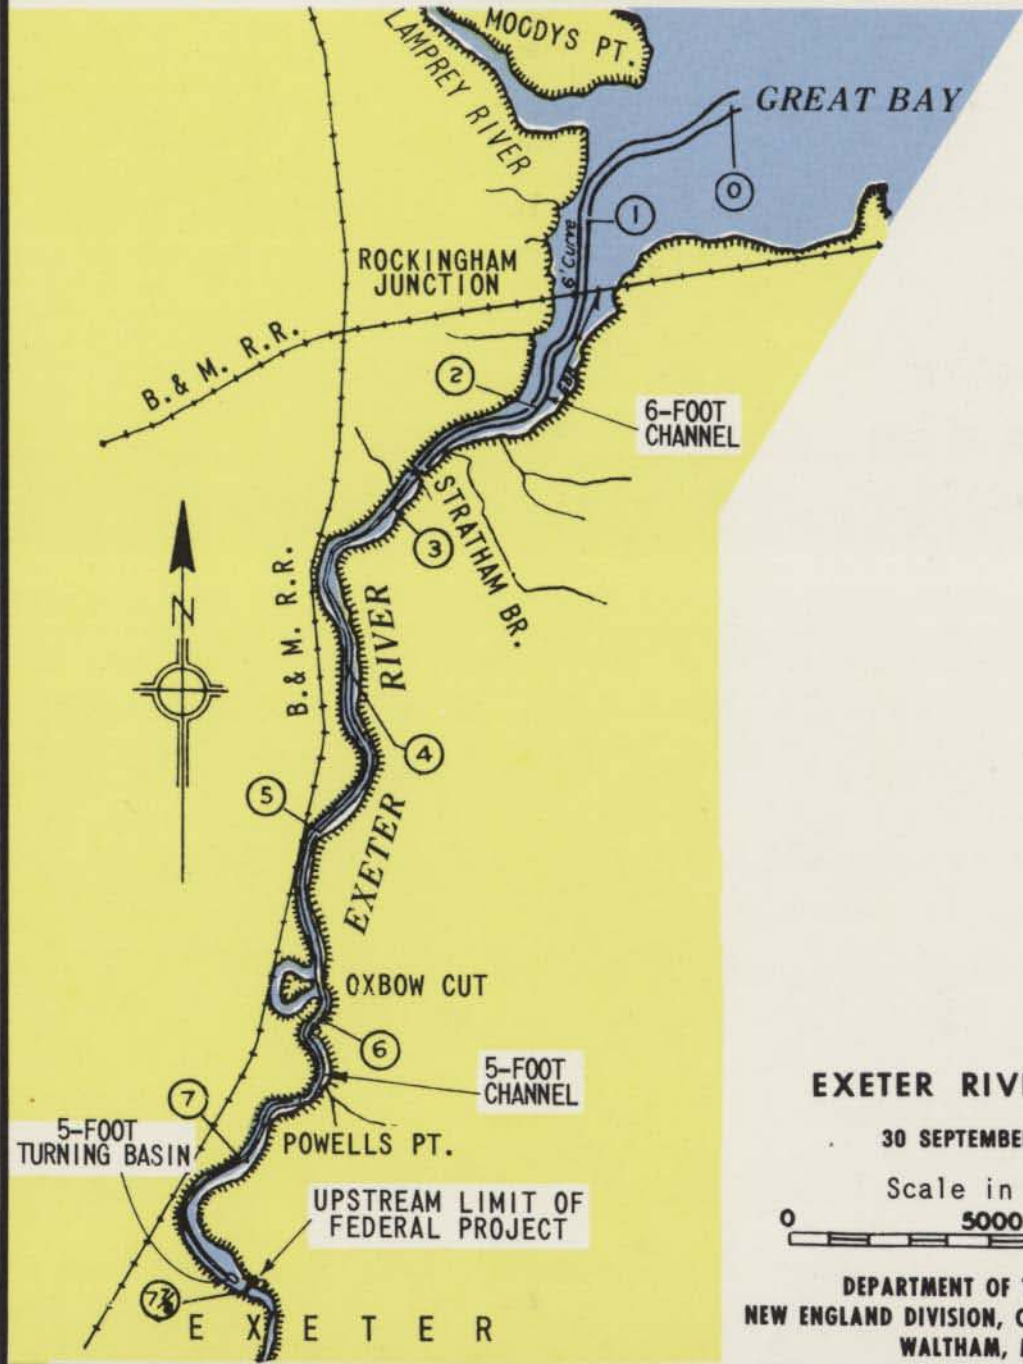 MOODYS PT.
LAMPREY RIVER
GREAT BAY
0
1
6' Curve
ROCKINGHAM
JUNCTION
B. & M. R.R.
2
6-FOOT
CHANNEL
STRATHAM BR.
3
N
B. & M. R.R.
EXETER RIVER
4
5
OXBOW CUT
6
5-FOOT
CHANNEL
7
5-FOOT
TURNING BASIN
POWELLS PT.
UPSTREAM LIMIT OF
FEDERAL PROJECT
EXETER
EXETER RIV
30 SEPTEMBE
Scale in
0 5000
DEPARTMENT OF
NEW ENGLAND DIVISION, C
WALTHAM,